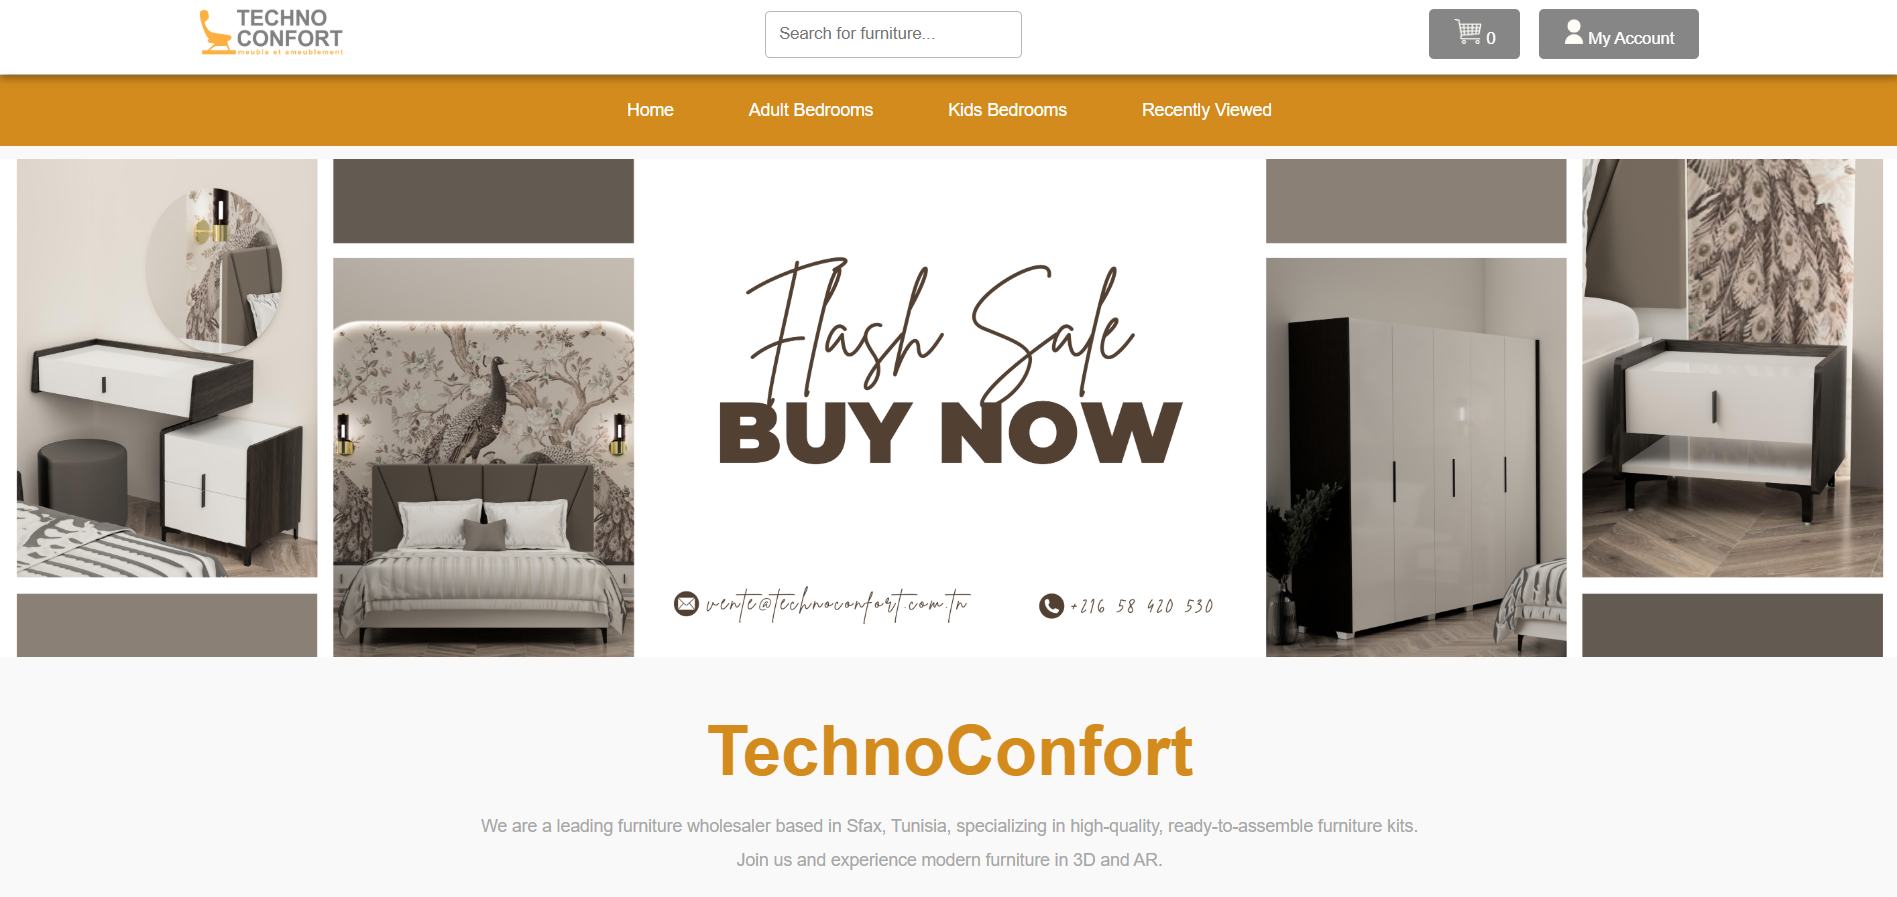 TECHNO
CONFORT
meuble et ameublement
Search for furniture...
0
My Account
Home
Adult Bedrooms
Kids Bedrooms
Recently Viewed
Flash Sale
BUY NOW
vente@technoconfort.com.tn
+216 58 420 530
TechnoConfort
We are a leading furniture wholesaler based in Sfax, Tunisia, specializing in high-quality, ready-to-assemble furniture kits.
Join us and experience modern furniture in 3D and AR.